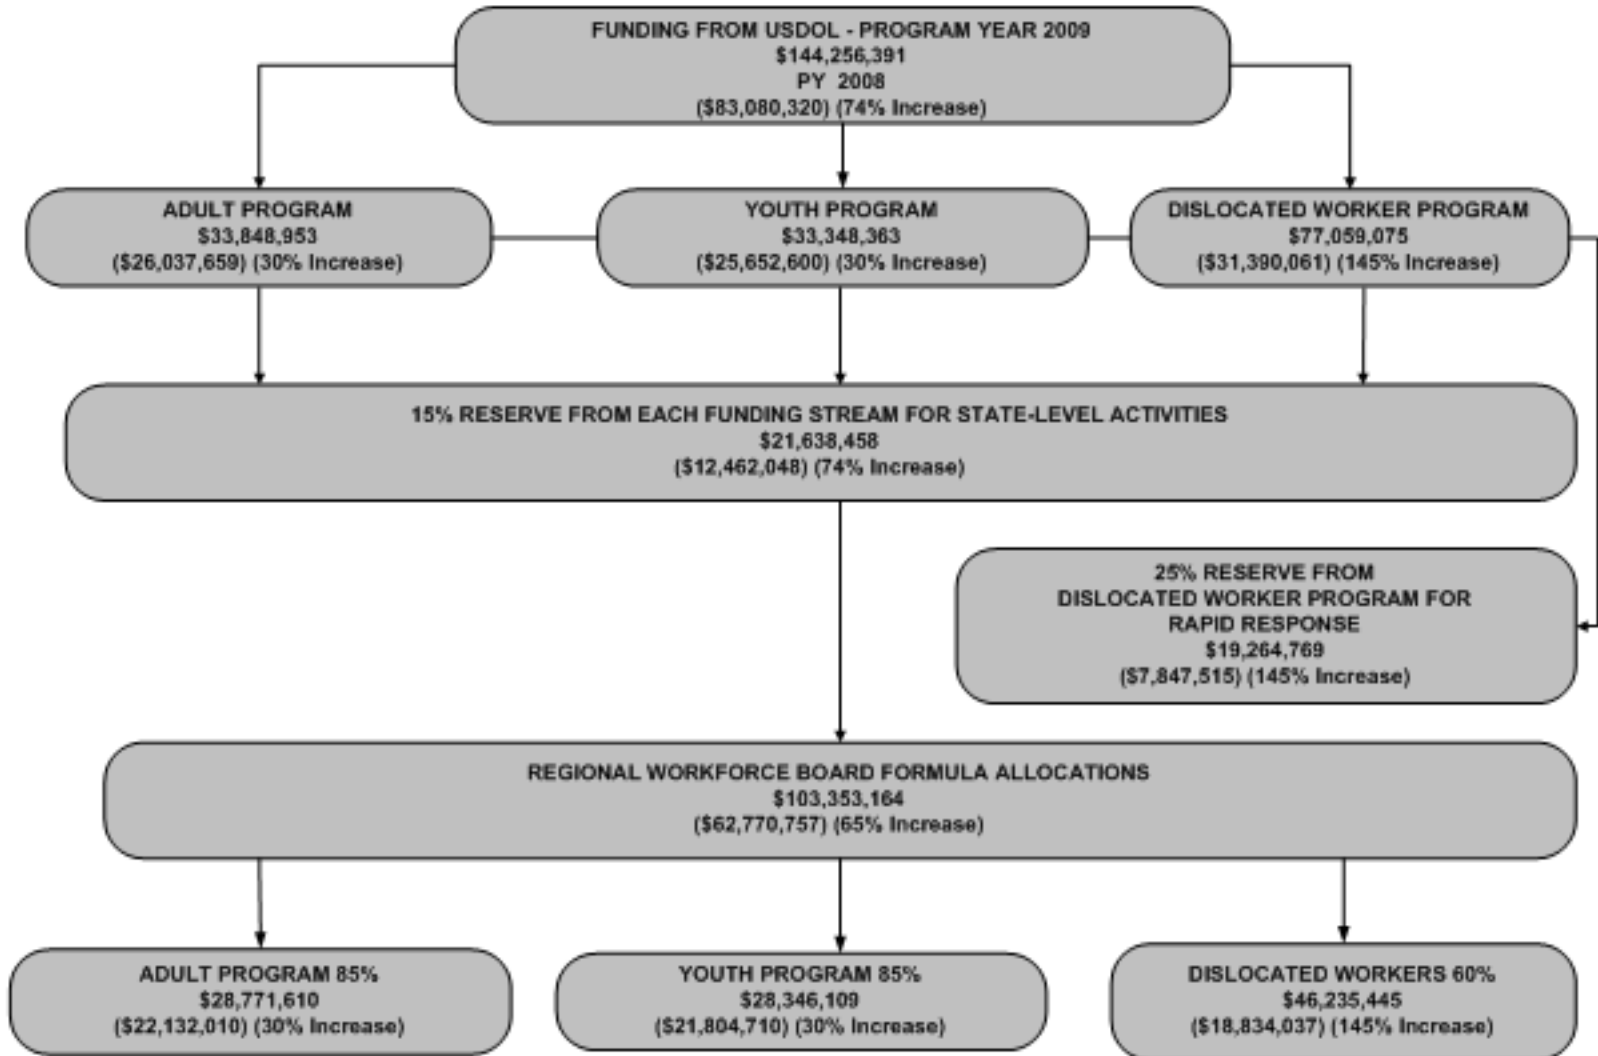 FUNDING FROM USDOL - PROGRAM YEAR 2009
$144,256,391
PY 2008
($83,080,320) (74% Increase)
ADULT PROGRAM
$33,848,953
($26,037,659) (30% Increase)
YOUTH PROGRAM
$33,348,363
($25,652,600) (30% Increase)
DISLOCATED WORKER PROGRAM
$77,059,075
($31,390,061) (145% Increase)
15% RESERVE FROM EACH FUNDING STREAM FOR STATE-LEVEL ACTIVITIES
$21,638,458
($12,462,048) (74% Increase)
25% RESERVE FROM
DISLOCATED WORKER PROGRAM FOR
RAPID RESPONSE
$19,264,769
($7,847,515) (145% Increase)
REGIONAL WORKFORCE BOARD FORMULA ALLOCATIONS
$103,353,164
($62,770,757) (65% Increase)
ADULT PROGRAM 85%
$28,771,610
($22,132,010) (30% Increase)
YOUTH PROGRAM 85%
$28,346,109
($21,804,710) (30% Increase)
DISLOCATED WORKERS 60%
$46,235,445
($18,834,037) (145% Increase)